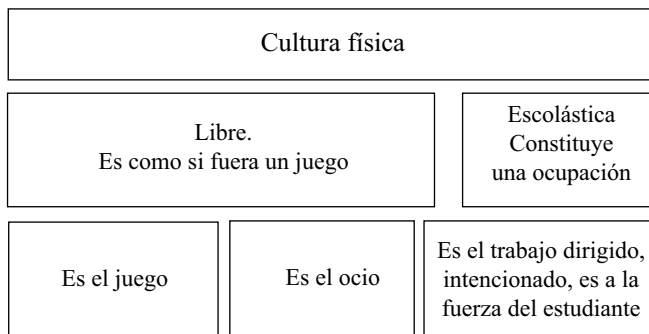 Cultura física
Libre.
Es como si fuera un juego
Escolástica
Constituye
una ocupación
Es el juego
Es el ocio
Es el trabajo dirigido,
intencionado, es a la
fuerza del estudiante